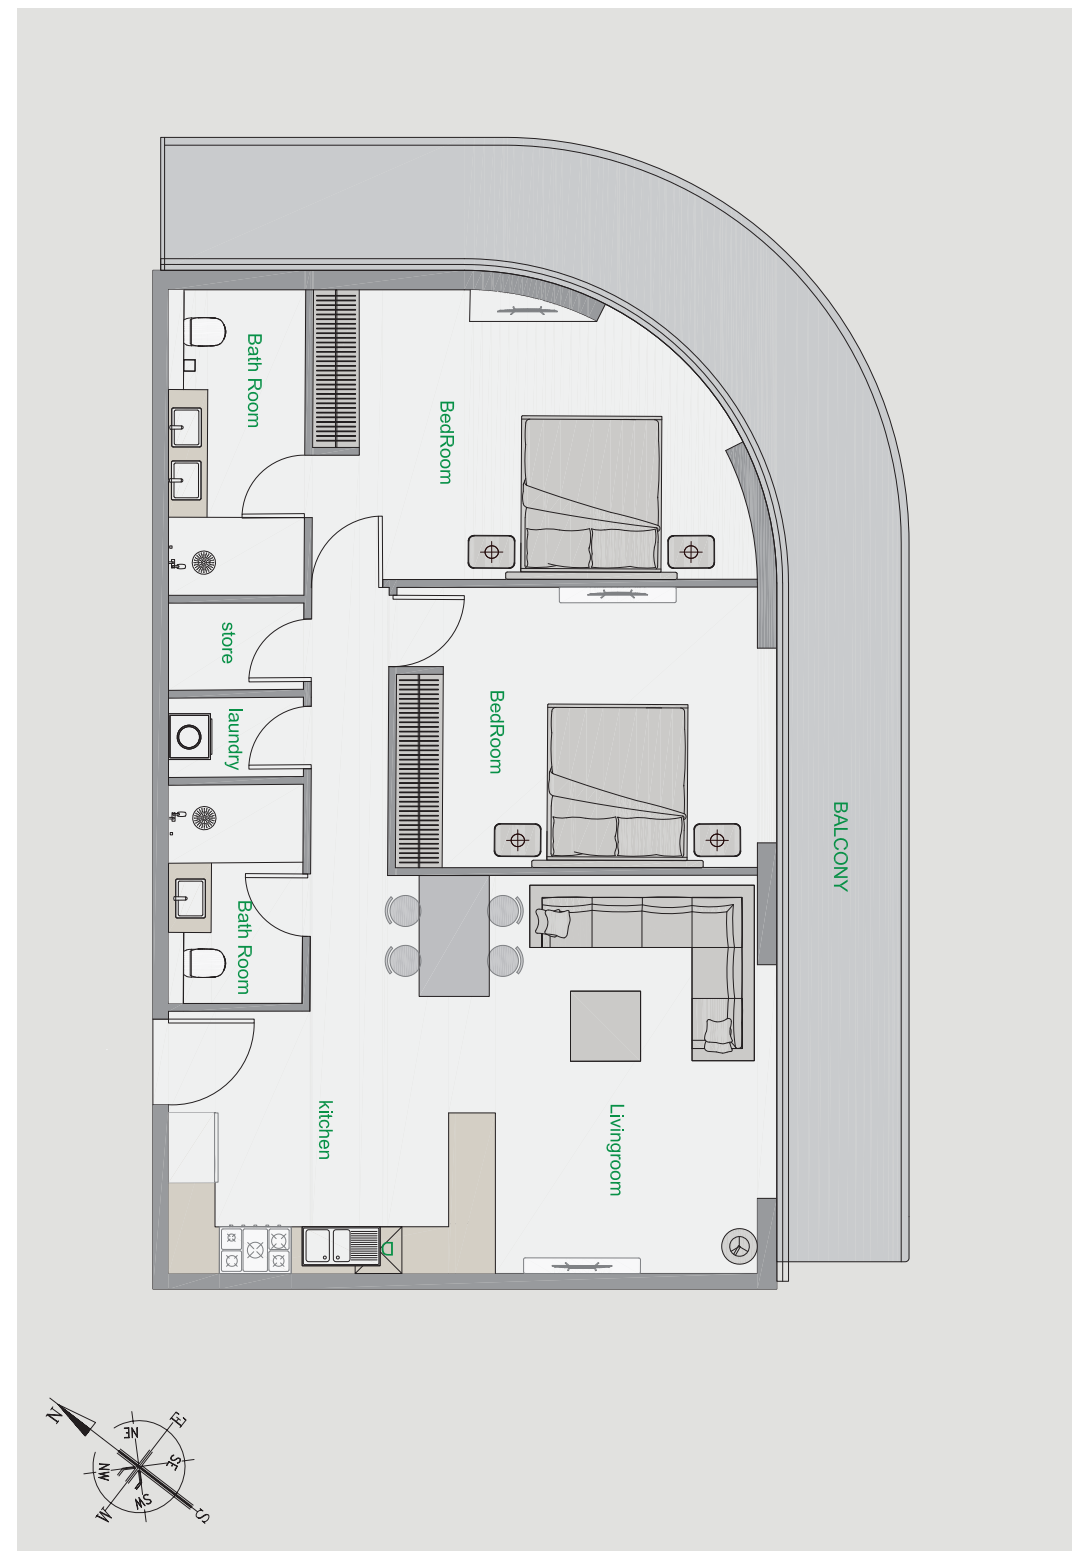 Bath Room
BedRoom
store
laundry
BedRoom
BALCONY
Bath Room
kitchen
Livingroom
N
NE
E
SE
S
SW
W
NW